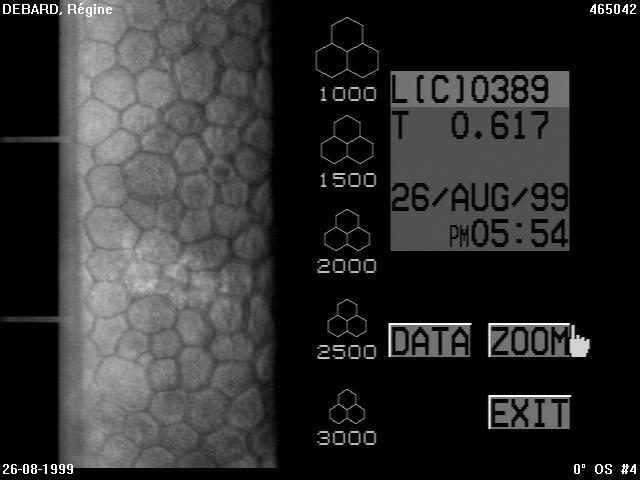 DEBARD, Régine
465042
1000
1500
2000
2500
3000
L[C]0389
T 0.617
26/AUG/99
PM05:54
DATA
ZOOM
EXIT
26-08-1999
0° OS #4